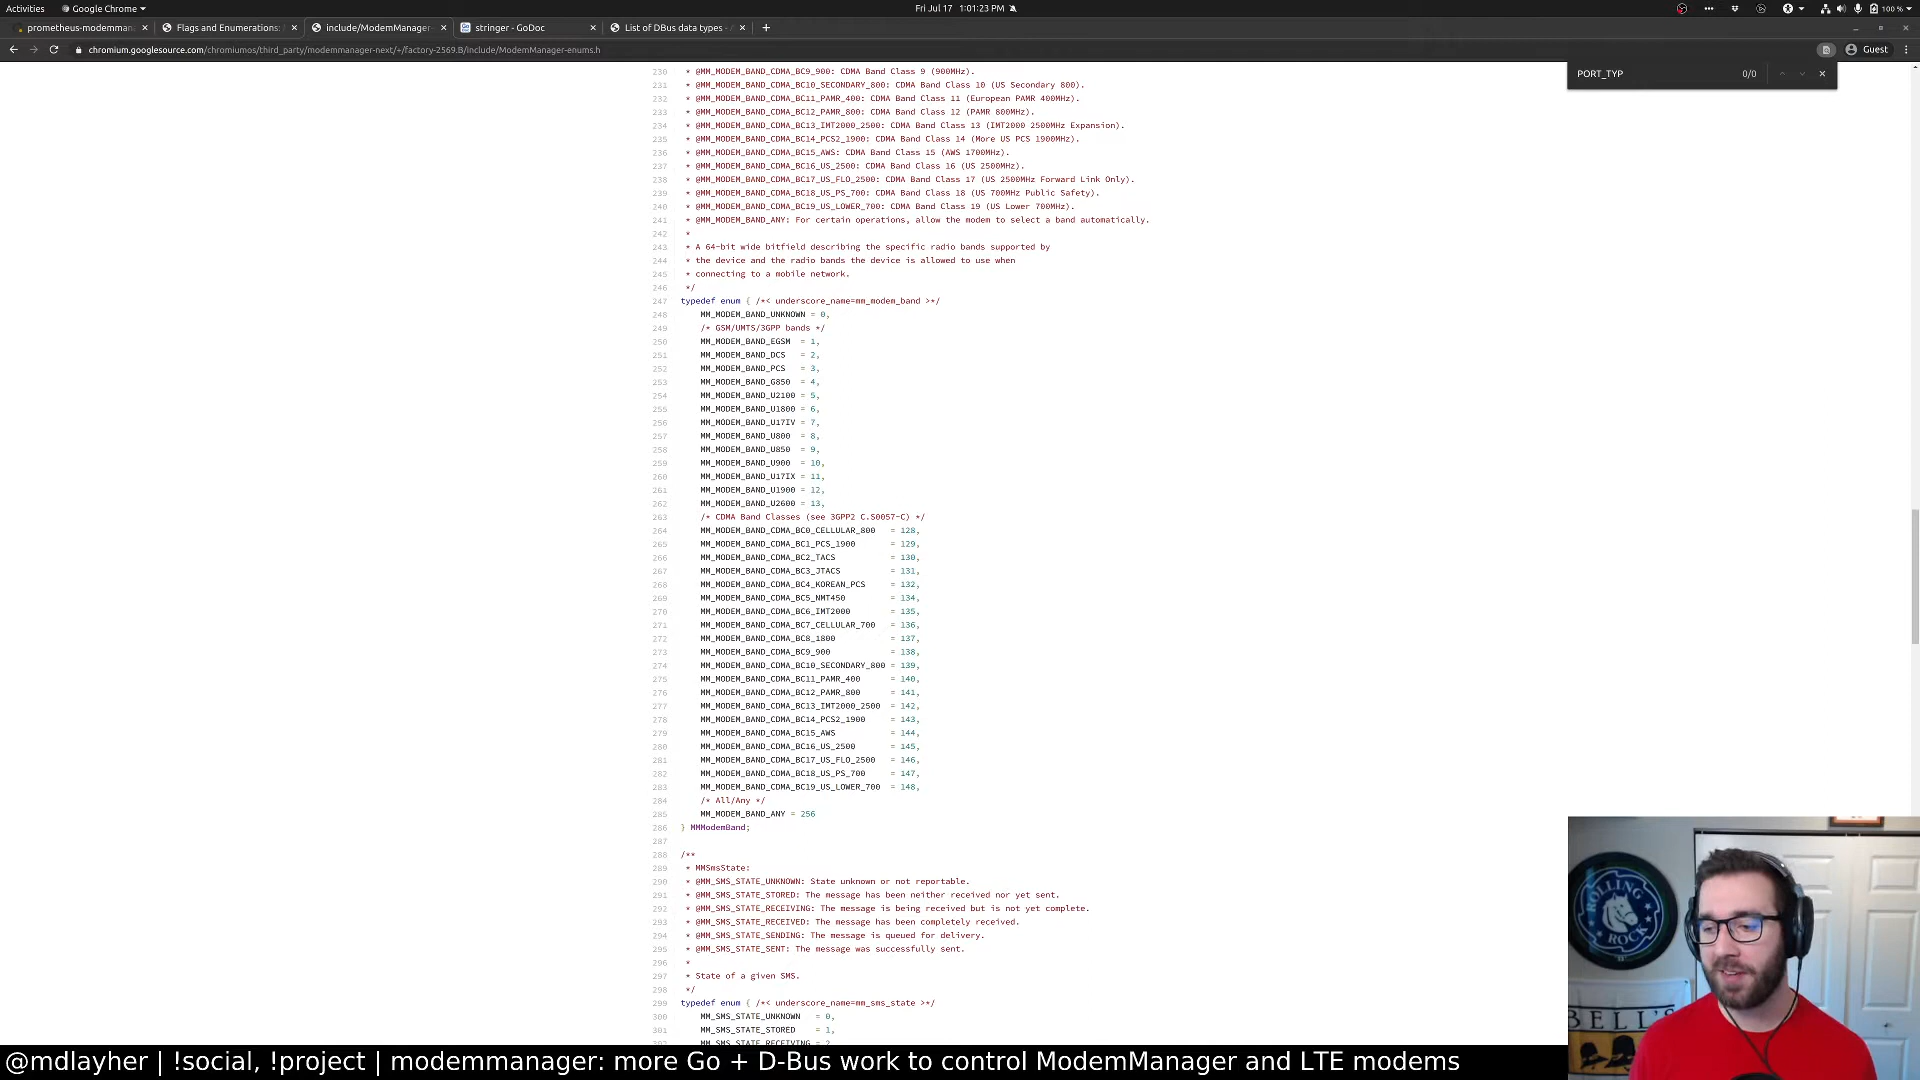 Activities
Google Chrome
Fri Jul 17 1:01:23 PM
100 %
prometheus-modemman
Flags and Enumerations:
include/ModemManager
stringer - GoDoc
List of DBus data types -
chromium.googlesource.com/chromiumos/third_party/modemmanager-next/+/factory-2569.B/include/ModemManager-enums.h
Guest
PORT_TYP
0/0
230 * @MM_MODEM_BAND_CDMA_BC9_900: CDMA Band Class 9 (900MHz).
231 * @MM_MODEM_BAND_CDMA_BC10_SECONDARY_800: CDMA Band Class 10 (US Secondary 800).
232 * @MM_MODEM_BAND_CDMA_BC11_PAMR_400: CDMA Band Class 11 (European PAMR 400MHz).
233 * @MM_MODEM_BAND_CDMA_BC12_PAMR_800: CDMA Band Class 12 (PAMR 800MHz).
234 * @MM_MODEM_BAND_CDMA_BC13_IMT2000_2500: CDMA Band Class 13 (IMT2000 2500MHz Expansion).
235 * @MM_MODEM_BAND_CDMA_BC14_PCS2_1900: CDMA Band Class 14 (More US PCS 1900MHz).
236 * @MM_MODEM_BAND_CDMA_BC15_AWS: CDMA Band Class 15 (AWS 1700MHz).
237 * @MM_MODEM_BAND_CDMA_BC16_US_2500: CDMA Band Class 16 (US 2500MHz).
238 * @MM_MODEM_BAND_CDMA_BC17_US_FLO_2500: CDMA Band Class 17 (US 2500MHz Forward Link Only).
239 * @MM_MODEM_BAND_CDMA_BC18_US_PS_700: CDMA Band Class 18 (US 700MHz Public Safety).
240 * @MM_MODEM_BAND_CDMA_BC19_US_LOWER_700: CDMA Band Class 19 (US Lower 700MHz).
241 * @MM_MODEM_BAND_ANY: For certain operations, allow the modem to select a band automatically.
242 *
243 * A 64-bit wide bitfield describing the specific radio bands supported by
244 * the device and the radio bands the device is allowed to use when
245 * connecting to a mobile network.
246 */
247 typedef enum { /*< underscore_name=mm_modem_band >*/
248 MM_MODEM_BAND_UNKNOWN = 0,
249 /* GSM/UMTS/3GPP bands */
250 MM_MODEM_BAND_EGSM = 1,
251 MM_MODEM_BAND_DCS = 2,
252 MM_MODEM_BAND_PCS = 3,
253 MM_MODEM_BAND_G850 = 4,
254 MM_MODEM_BAND_U2100 = 5,
255 MM_MODEM_BAND_U1800 = 6,
256 MM_MODEM_BAND_U17IV = 7,
257 MM_MODEM_BAND_U800 = 8,
258 MM_MODEM_BAND_U850 = 9,
259 MM_MODEM_BAND_U900 = 10,
260 MM_MODEM_BAND_U17IX = 11,
261 MM_MODEM_BAND_U1900 = 12,
262 MM_MODEM_BAND_U2600 = 13,
263 /* CDMA Band Classes (see 3GPP2 C.S0057-C) */
264 MM_MODEM_BAND_CDMA_BC0_CELLULAR_800 = 128,
265 MM_MODEM_BAND_CDMA_BC1_PCS_1900 = 129,
266 MM_MODEM_BAND_CDMA_BC2_TACS = 130,
267 MM_MODEM_BAND_CDMA_BC3_JTACS = 131,
268 MM_MODEM_BAND_CDMA_BC4_KOREAN_PCS = 132,
269 MM_MODEM_BAND_CDMA_BC5_NMT450 = 134,
270 MM_MODEM_BAND_CDMA_BC6_IMT2000 = 135,
271 MM_MODEM_BAND_CDMA_BC7_CELLULAR_700 = 136,
272 MM_MODEM_BAND_CDMA_BC8_1800 = 137,
273 MM_MODEM_BAND_CDMA_BC9_900 = 138,
274 MM_MODEM_BAND_CDMA_BC10_SECONDARY_800 = 139,
275 MM_MODEM_BAND_CDMA_BC11_PAMR_400 = 140,
276 MM_MODEM_BAND_CDMA_BC12_PAMR_800 = 141,
277 MM_MODEM_BAND_CDMA_BC13_IMT2000_2500 = 142,
278 MM_MODEM_BAND_CDMA_BC14_PCS2_1900 = 143,
279 MM_MODEM_BAND_CDMA_BC15_AWS = 144,
280 MM_MODEM_BAND_CDMA_BC16_US_2500 = 145,
281 MM_MODEM_BAND_CDMA_BC17_US_FLO_2500 = 146,
282 MM_MODEM_BAND_CDMA_BC18_US_PS_700 = 147,
283 MM_MODEM_BAND_CDMA_BC19_US_LOWER_700 = 148,
284 /* All/Any */
285 MM_MODEM_BAND_ANY = 256
286 } MMModemBand;
287
288 /**
289 * MMSmsState:
290 * @MM_SMS_STATE_UNKNOWN: State unknown or not reportable.
291 * @MM_SMS_STATE_STORED: The message has been neither received nor yet sent.
292 * @MM_SMS_STATE_RECEIVING: The message is being received but is not yet complete.
293 * @MM_SMS_STATE_RECEIVED: The message has been completely received.
294 * @MM_SMS_STATE_SENDING: The message is queued for delivery.
295 * @MM_SMS_STATE_SENT: The message was successfully sent.
296 *
297 * State of a given SMS.
298 */
299 typedef enum { /*< underscore_name=mm_sms_state >*/
300 MM_SMS_STATE_UNKNOWN = 0,
301 MM_SMS_STATE_STORED = 1,
302 MM_SMS_STATE_RECEIVING = 2
ROLLING
ROCK
BELL'S
@mdlayher | !social, !project | modemmanager: more Go + D-Bus work to control ModemManager and LTE modems